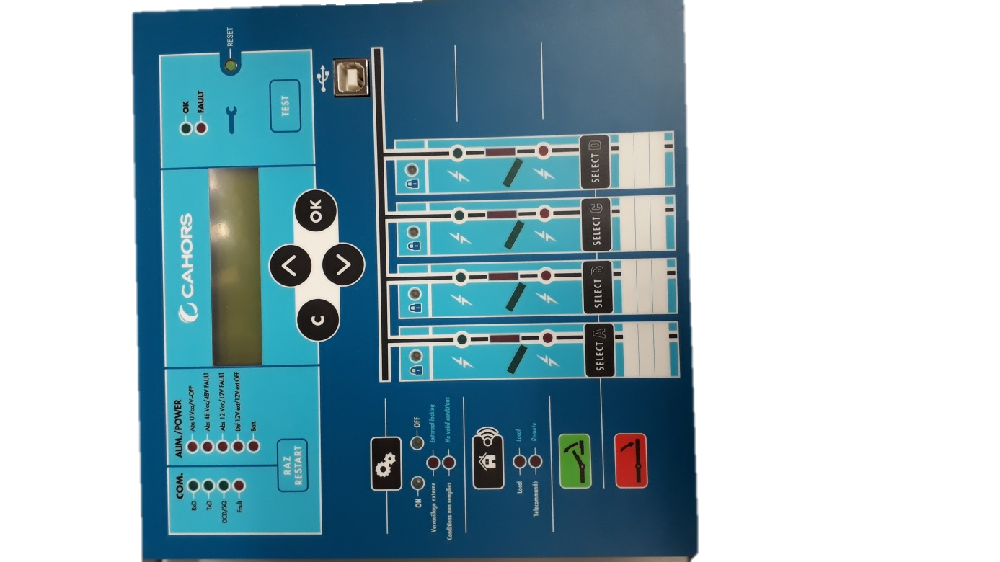 COM.
RxD
TxD
DCD/SQ
Fault
ALIM./POWER
Abs U Vca/V~OFF
Abs 48 Vcc/48V FAULT
Abs 12 Vcc/12V FAULT
Déf 12V ext/12V ext OFF
Batt.
RAZ
RESTART
CAHORS
C
OK
OK
FAULT
RESET
TEST
ON
OFF
Verrouillage externe
External locking
Conditions non remplies
No valid conditions
Local
Local
Télécommande
Remote
SELECT A
SELECT B
SELECT C
SELECT D